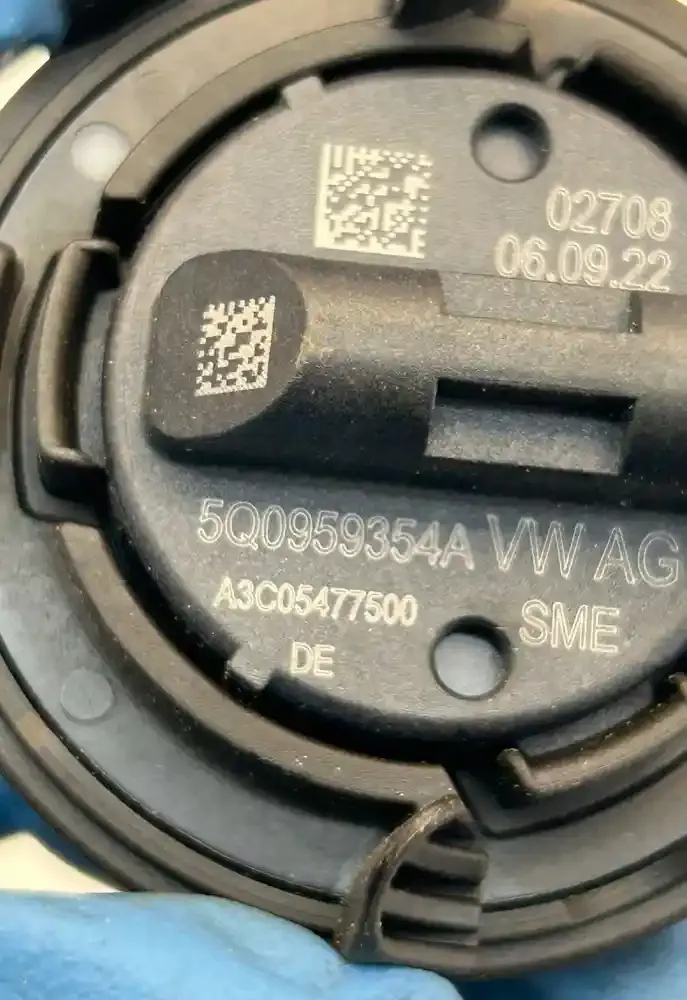 02708
06.09.22
5Q0959354A VW AG
A3C05477500 SME
DE